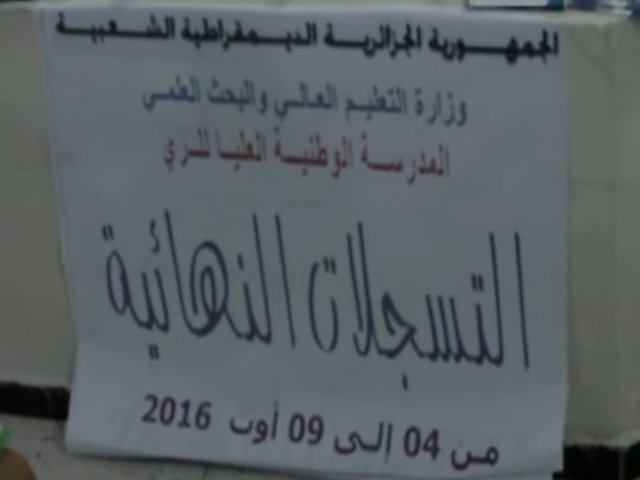 الجمهورية الجزائرية الديمقراطية الشعبية
وزارة التعليم العالي والبحث العلمي
المدرسة الوطنية العليا للري
التسجلات النهائية
من 04 إلى 09 أوت 2016